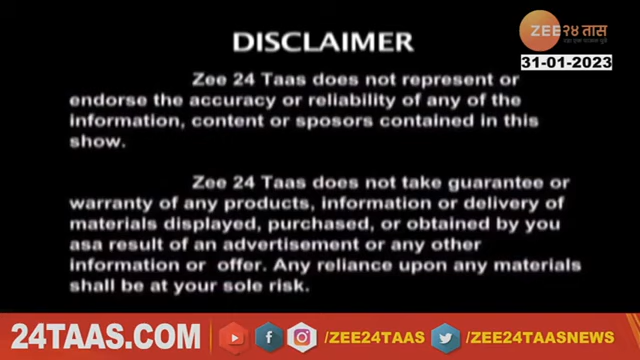 ZEE २४ तास
31-01-2023
DISCLAIMER
Zee 24 Taas does not represent or
endorse the accuracy or reliability of any of the
information, content or sposors contained in this
show.
Zee 24 Taas does not take guarantee or
warranty of any products, information or delivery of
materials displayed, purchased, or obtained by you
asa result of an advertisement or any other
information or offer. Any reliance upon any materials
shall be at your sole risk.
24TAAS.COM
/ZEE24TAAS
/ZEE24TAASNEWS